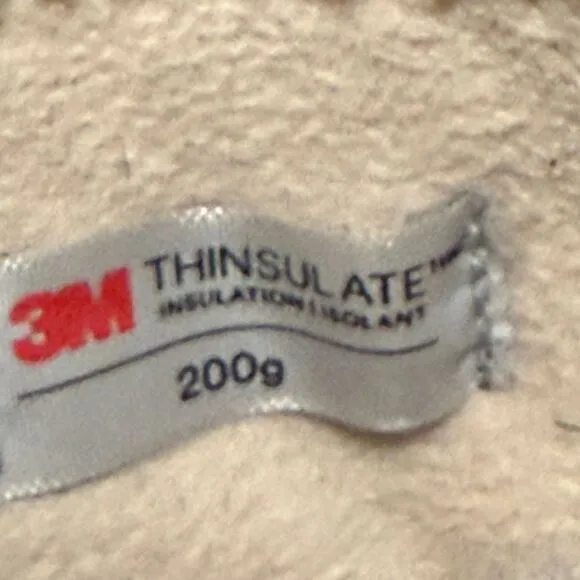 3M THINSULATE™
INSULATION | ISOLANT
200g